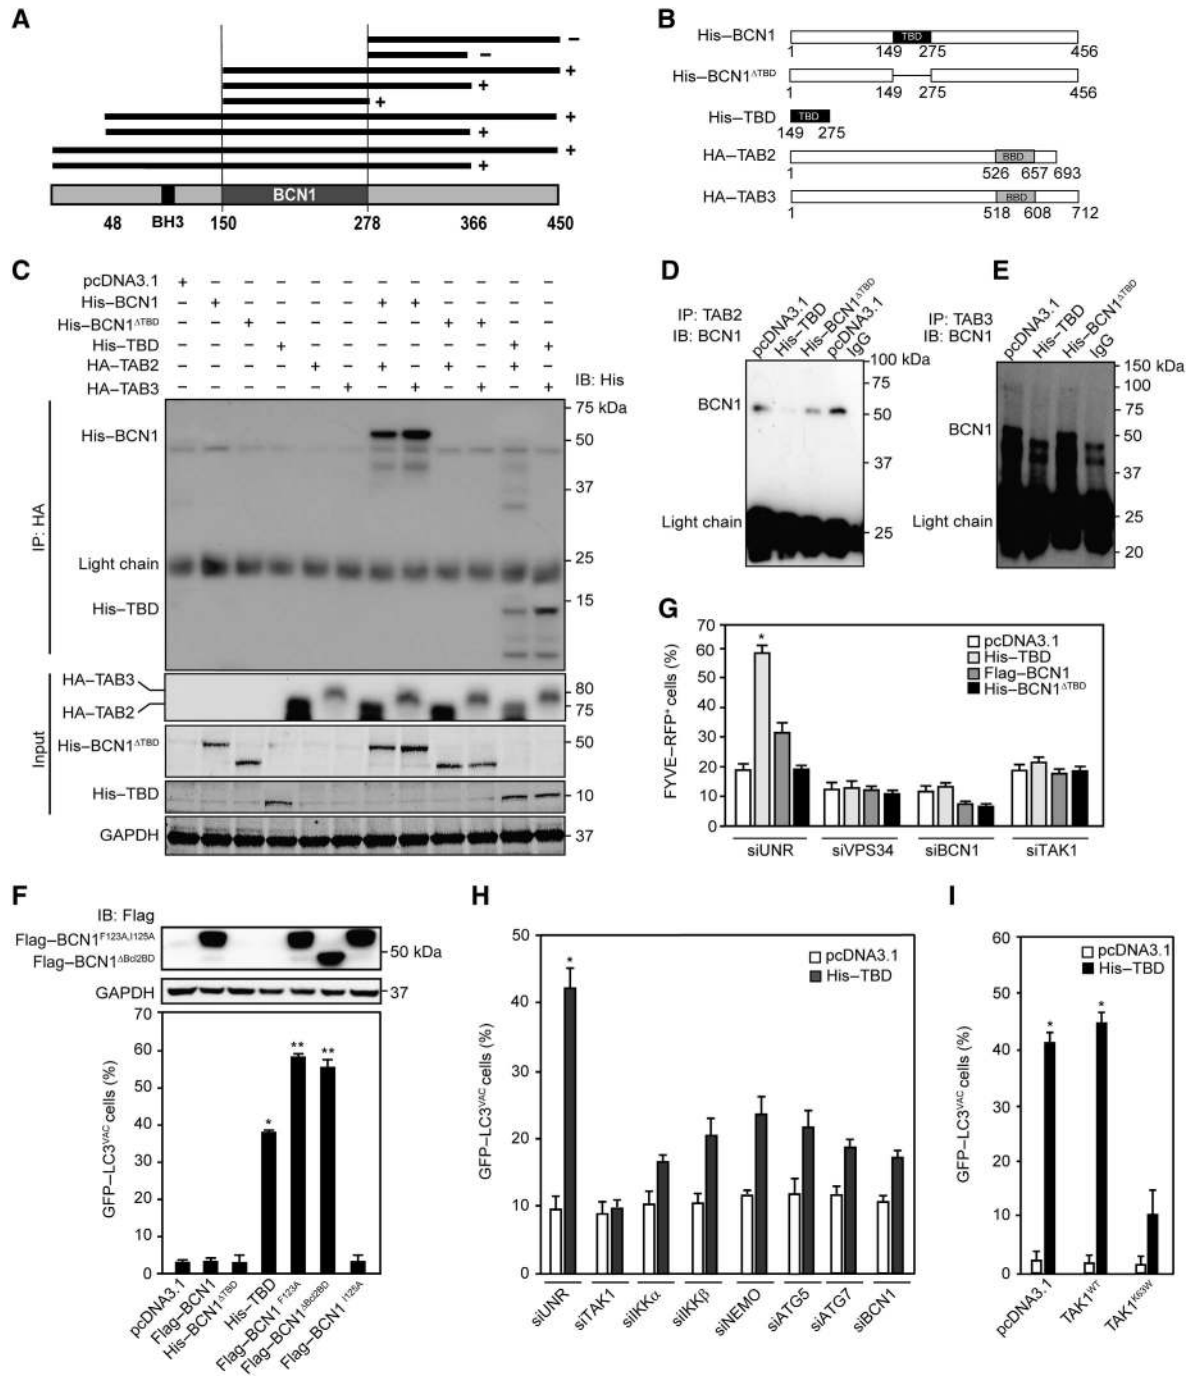 A
–
–
+
+
+
+
+
+
+
BCN1
48 BH3 150 278 366 450
B
His–BCN1 TBD
1 149 275 456
His–BCN1ΔTBD
1 149 275 456
His–TBD TBD
149 275
HA–TAB2 BBD
1 526 657 693
HA–TAB3 BBD
1 518 608 712
C
pcDNA3.1 + – – – – – – – – – – –
His–BCN1 – + – – – – + + – – – –
His–BCN1ΔTBD – – + – – – – – + + – –
His–TBD – – – + – – – – – – + +
HA–TAB2 – – – – + – + – + – + –
HA–TAB3 – – – – – + – + – + – +
IB: His
IP: HA
His–BCN1
Light chain
His–TBD
75 kDa
50
37
25
15
Input
HA–TAB3
HA–TAB2
80
75
His–BCN1ΔTBD
50
His–TBD
10
GAPDH
37
D
IP: TAB2
IB: BCN1
pcDNA3.1
His–TBD
His–BCN1ΔTBD
pcDNA3.1
IgG
BCN1
Light chain
100 kDa
75
50
37
25
E
IP: TAB3
IB: BCN1
pcDNA3.1
His–TBD
His–BCN1ΔTBD
IgG
BCN1
Light chain
150 kDa
100
75
50
37
25
20
G
FYVE–RFP+ cells (%)
70
60
50
40
30
20
10
0
*
pcDNA3.1
His–TBD
Flag–BCN1
His–BCN1ΔTBD
siUNR siVPS34 siBCN1 siTAK1
F
IB: Flag
Flag–BCN1F123A,I125A
Flag–BCN1ΔBcl2BD
50 kDa
GAPDH
37
GFP–LC3VAC cells (%)
70
60
50
40
30
20
10
0
*
**
**
pcDNA3.1
Flag–BCN1
His–BCN1ΔTBD
His–TBD
Flag–BCN1F123A
Flag–BCN1ΔBcl2BD
Flag–BCN1I125A
H
GFP–LC3VAC cells (%)
50
40
30
20
10
0
*
pcDNA3.1
His–TBD
siUNR
siTAK1
siIKKα
siIKKβ
siNEMO
siATG5
siATG7
siBCN1
I
GFP–LC3VAC cells (%)
60
50
40
30
20
10
0
*
*
pcDNA3.1
His–TBD
pcDNA3.1
TAK1WT
TAK1K63W